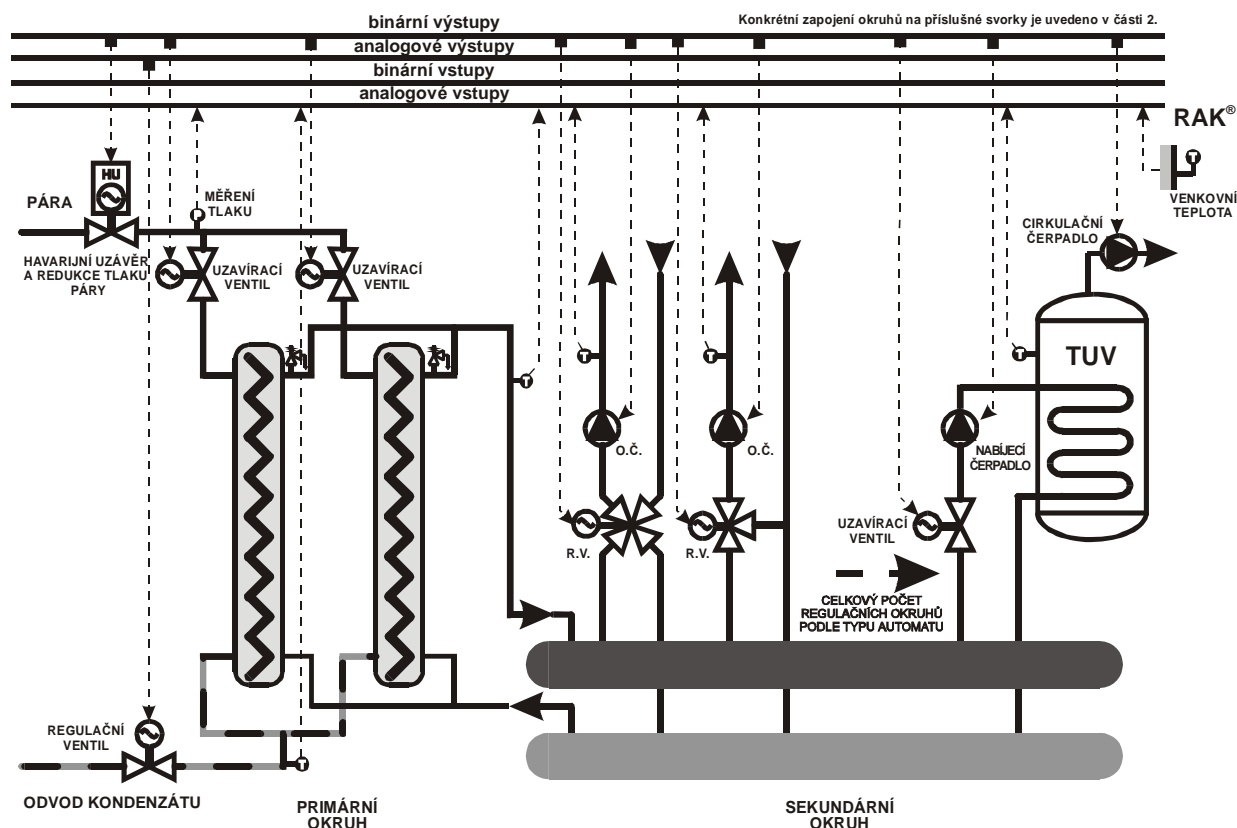 binární výstupy
Konkrétní zapojení okruhů na příslušné svorky je uvedeno v části 2.
analogové výstupy
binární vstupy
analogové vstupy
RAK®
HU
T
PÁRA
MĚŘENÍ
TLAKU
P
VENKOVNÍ
TEPLOTA
CIRKULAČNÍ
ČERPADLO
HAVARIJNÍ UZÁVĚR
A REDUKCE TLAKU
PÁRY
UZAVÍRACÍ
VENTIL
UZAVÍRACÍ
VENTIL
T
T
T
T
TUV
O.Č.
O.Č.
NABÍJECÍ
ČERPADLO
R.V.
R.V.
UZAVÍRACÍ
VENTIL
CELKOVÝ POČET
REGULAČNÍCH OKRUHŮ
PODLE TYPU AUTOMATU
REGULAČNÍ
VENTIL
T
ODVOD KONDENZÁTU
PRIMÁRNÍ
OKRUH
SEKUNDÁRNÍ
OKRUH